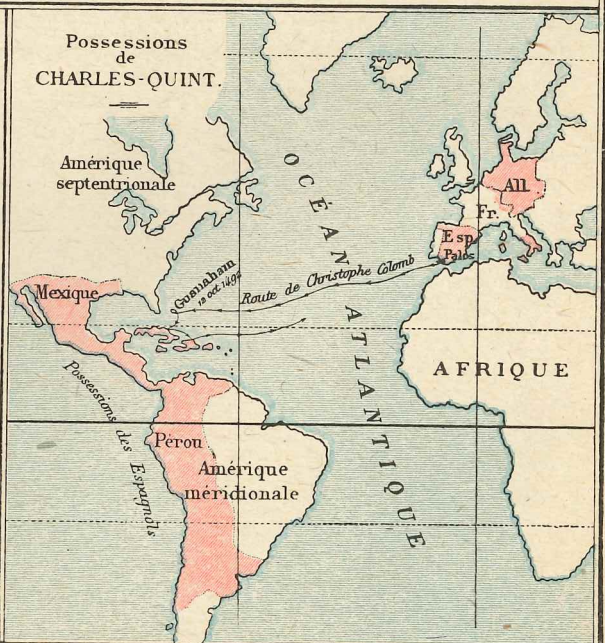 Possessions
de
CHARLES-QUINT.
Amérique
septentrionale
OCÉAN ATLANTIQUE
All.
Fr.
Esp.
Palos
Guanahani
12 oct. 1492
Route de Christophe Colomb
Mexique
AFRIQUE
Possessions des Espagnols
Pérou
Amérique
méridionale